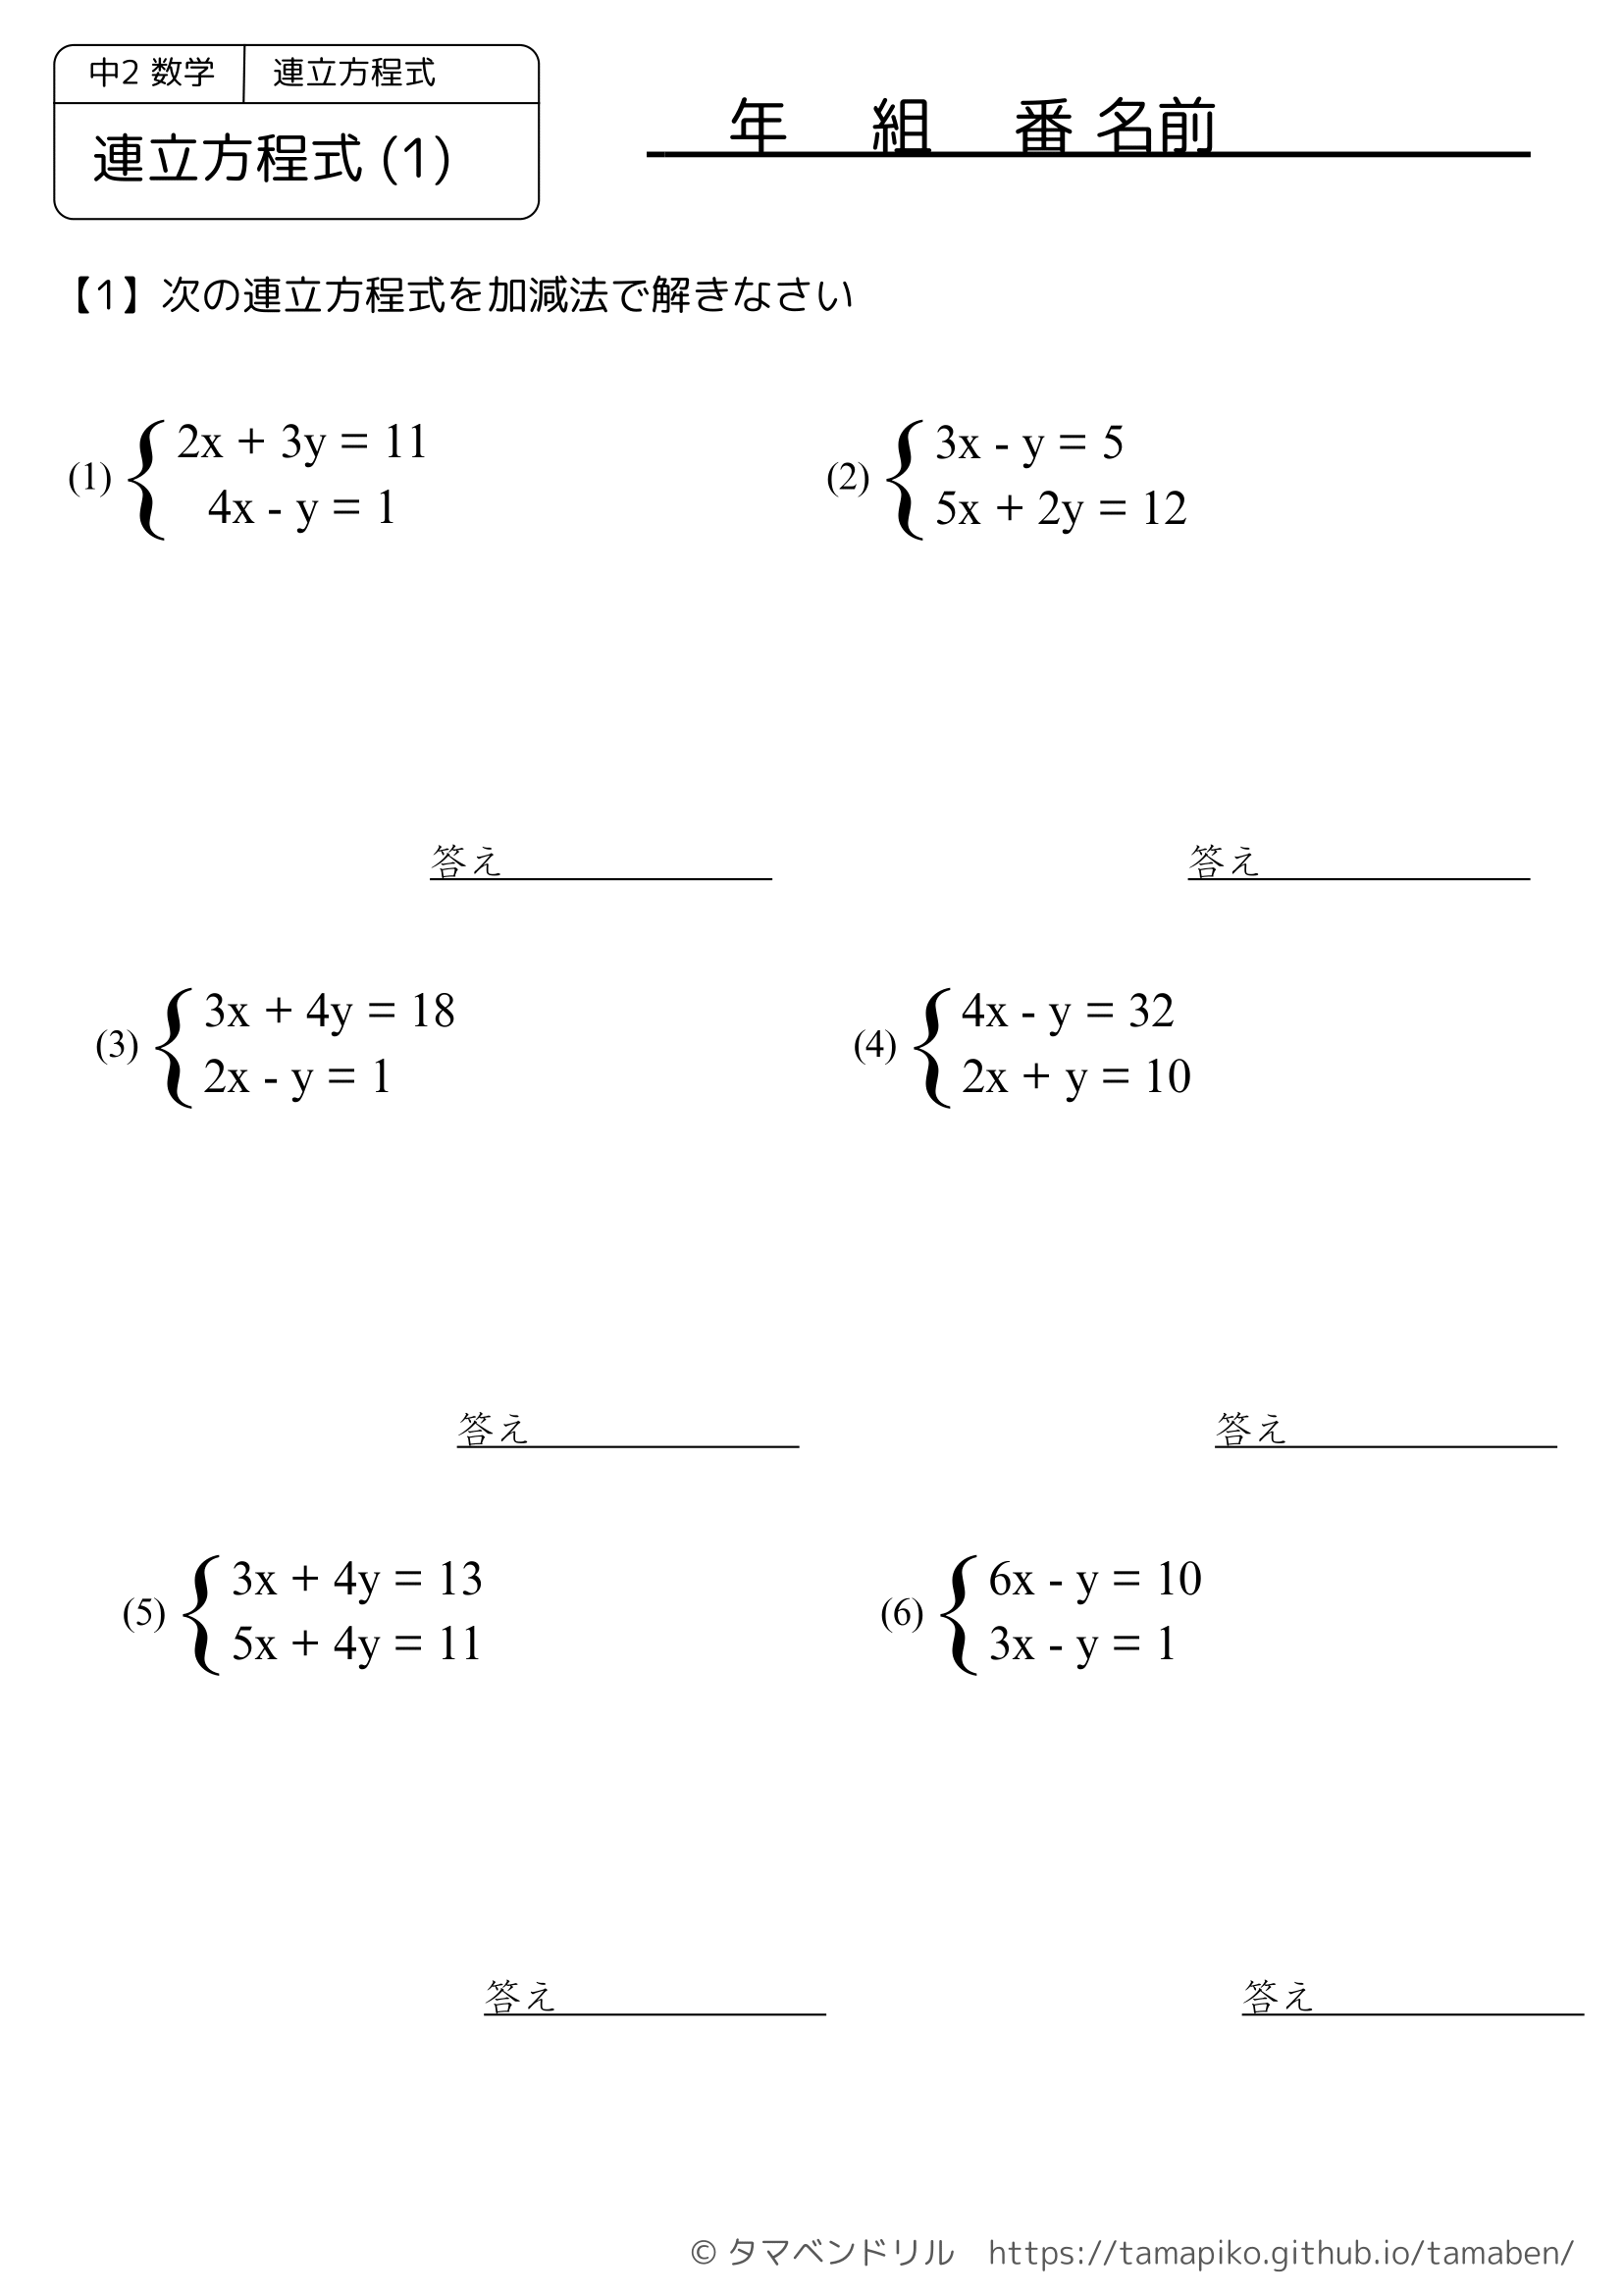 中2 数学 連立方程式
連立方程式 (1)
年 組 番 名前
【1】次の連立方程式を加減法で解きなさい
(1) { 2x + 3y = 11
4x - y = 1
(2) { 3x - y = 5
5x + 2y = 12
答え
答え
(3) { 3x + 4y = 18
2x - y = 1
(4) { 4x - y = 32
2x + y = 10
答え
答え
(5) { 3x + 4y = 13
5x + 4y = 11
(6) { 6x - y = 10
3x - y = 1
答え
答え
© タマベンドリル https://tamapiko.github.io/tamaben/